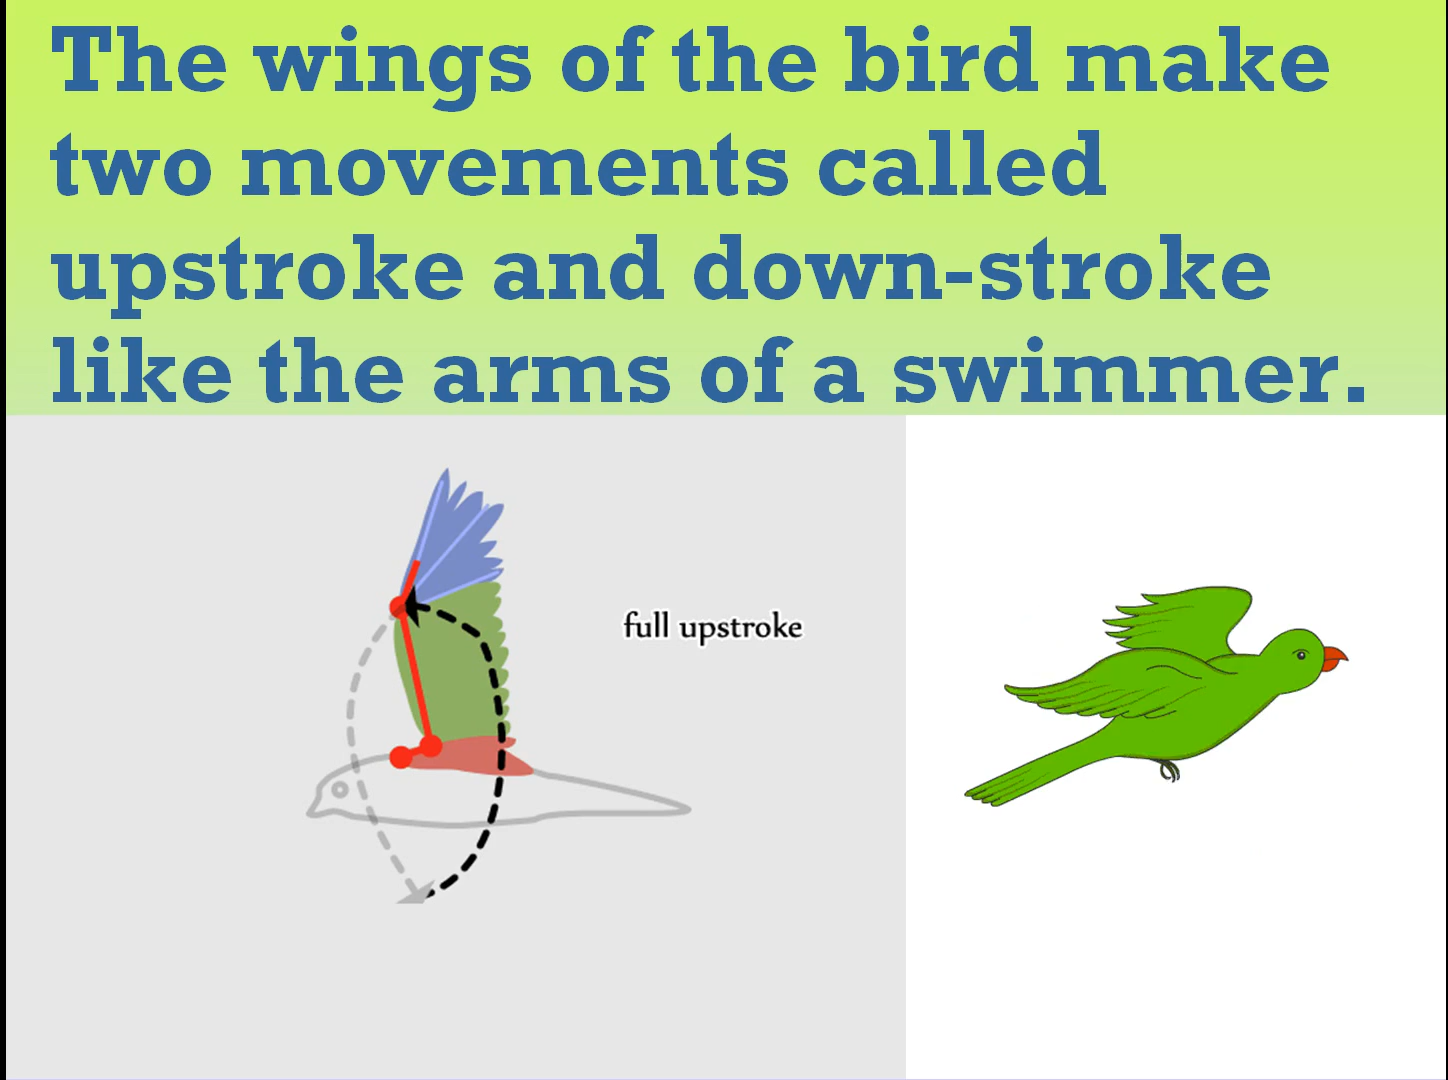 The wings of the bird make
two movements called
upstroke and down-stroke
like the arms of a swimmer.
full upstroke